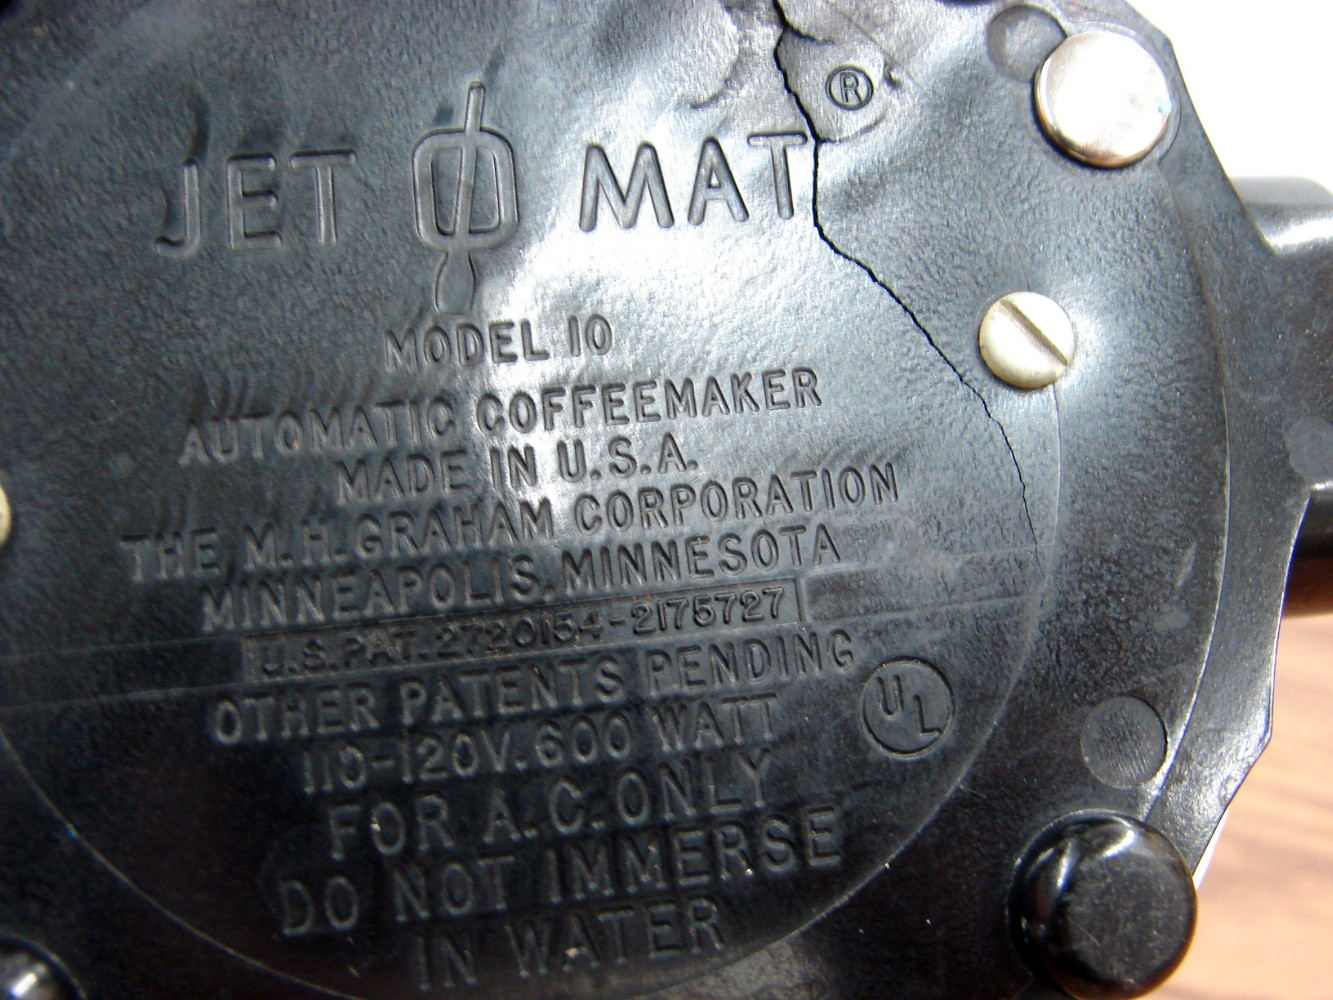 JET MAT ®
MODEL 10
AUTOMATIC COFFEEMAKER
MADE IN U.S.A.
THE M.H. GRAHAM CORPORATION
MINNEAPOLIS, MINNESOTA
U.S. PAT. 2720154-2175727
OTHER PATENTS PENDING
110-120V. 600 WATT
UL
FOR A.C. ONLY
DO NOT IMMERSE
IN WATER